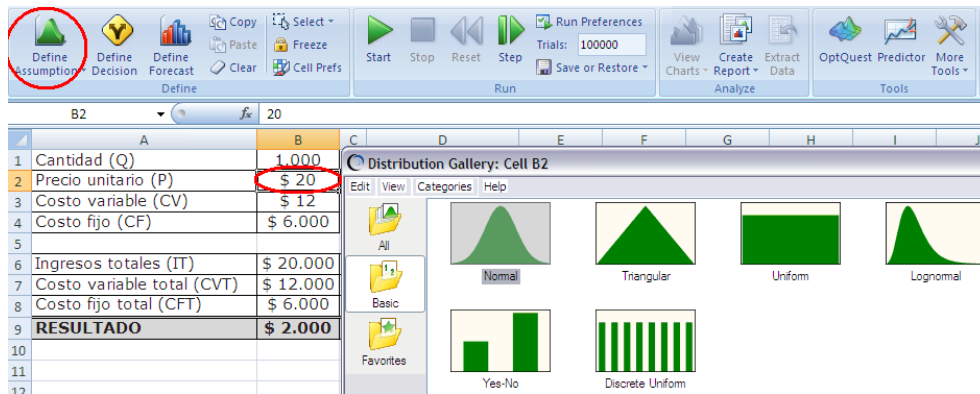 Define Assumption
Define Decision
Define Forecast
Copy
Paste
Clear
Select
Freeze
Cell Prefs
Define
Start
Stop
Reset
Step
Run Preferences
Trials: 100000
Save or Restore
Run
View Charts
Create Report
Extract Data
Analyze
OptQuest
Predictor
More Tools
Tools
B2 fx 20
A B C D E F G H I J
1 Cantidad (Q) 1.000
2 Precio unitario (P) $ 20
3 Costo variable (CV) $ 12
4 Costo fijo (CF) $ 6.000
5
6 Ingresos totales (IT) $ 20.000
7 Costo variable total (CVT) $ 12.000
8 Costo fijo total (CFT) $ 6.000
9 RESULTADO $ 2.000
10
11
12
Distribution Gallery: Cell B2
Edit View Categories Help
All
Basic
Favorites
Normal
Triangular
Uniform
Lognormal
Yes-No
Discrete Uniform